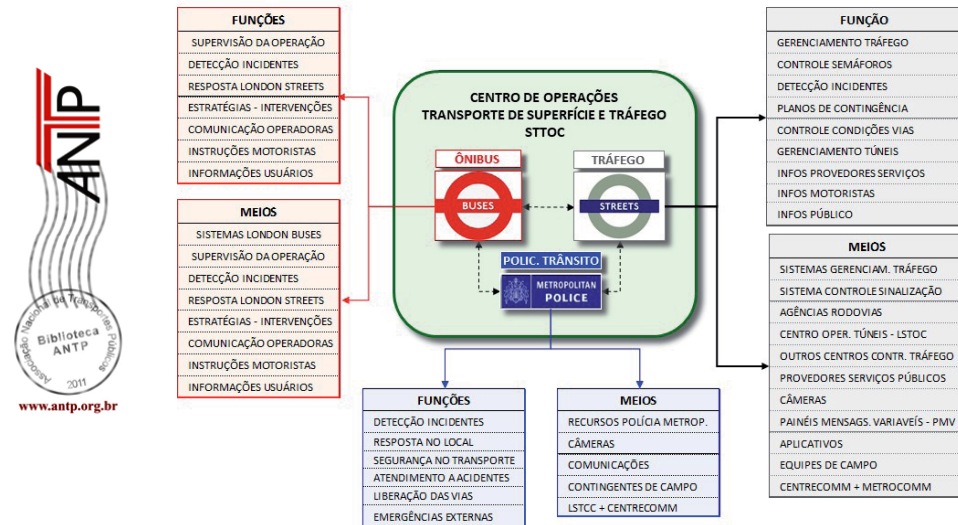 ANTP
Associação Nacional de Transportes Públicos
Biblioteca
ANTP
2011
www.antp.org.br
FUNÇÕES
SUPERVISÃO DA OPERAÇÃO
DETECÇÃO INCIDENTES
RESPOSTA LONDON STREETS
ESTRATÉGIAS - INTERVENÇÕES
COMUNICAÇÃO OPERADORAS
INSTRUÇÕES MOTORISTAS
INFORMAÇÕES USUÁRIOS
MEIOS
SISTEMAS LONDON BUSES
SUPERVISÃO DA OPERAÇÃO
DETECÇÃO INCIDENTES
RESPOSTA LONDON STREETS
ESTRATÉGIAS - INTERVENÇÕES
COMUNICAÇÃO OPERADORAS
INSTRUÇÕES MOTORISTAS
INFORMAÇÕES USUÁRIOS
CENTRO DE OPERAÇÕES
TRANSPORTE DE SUPERFÍCIE E TRÁFEGO
STTOC
ÔNIBUS
BUSES
TRÁFEGO
STREETS
POLIC. TRÂNSITO
METROPOLITAN
POLICE
FUNÇÕES
DETECÇÃO INCIDENTES
RESPOSTA NO LOCAL
SEGURANÇA NO TRANSPORTE
ATENDIMENTO A ACIDENTES
LIBERAÇÃO DAS VIAS
EMERGÊNCIAS EXTERNAS
MEIOS
RECURSOS POLÍCIA METROP.
CÂMERAS
COMUNICAÇÕES
CONTINGENTES DE CAMPO
LSTCC + CENTRECOMM
FUNÇÃO
GERENCIAMENTO TRÁFEGO
CONTROLE SEMÁFOROS
DETECÇÃO INCIDENTES
PLANOS DE CONTINGÊNCIA
CONTROLE CONDIÇÕES VIAS
GERENCIAMENTO TÚNEIS
INFOS PROVEDORES SERVIÇOS
INFOS MOTORISTAS
INFOS PÚBLICO
MEIOS
SISTEMAS GERENCIAM. TRÁFEGO
SISTEMA CONTROLE SINALIZAÇÃO
AGÊNCIAS RODOVIAS
CENTRO OPER. TÚNEIS - LSTOC
OUTROS CENTROS CONTR. TRÁFEGO
PROVEDORES SERVIÇOS PÚBLICOS
CÂMERAS
PAINÉIS MENSAGS. VARIAVEÍS - PMV
APLICATIVOS
EQUIPES DE CAMPO
CENTRECOMM + METROCOMM